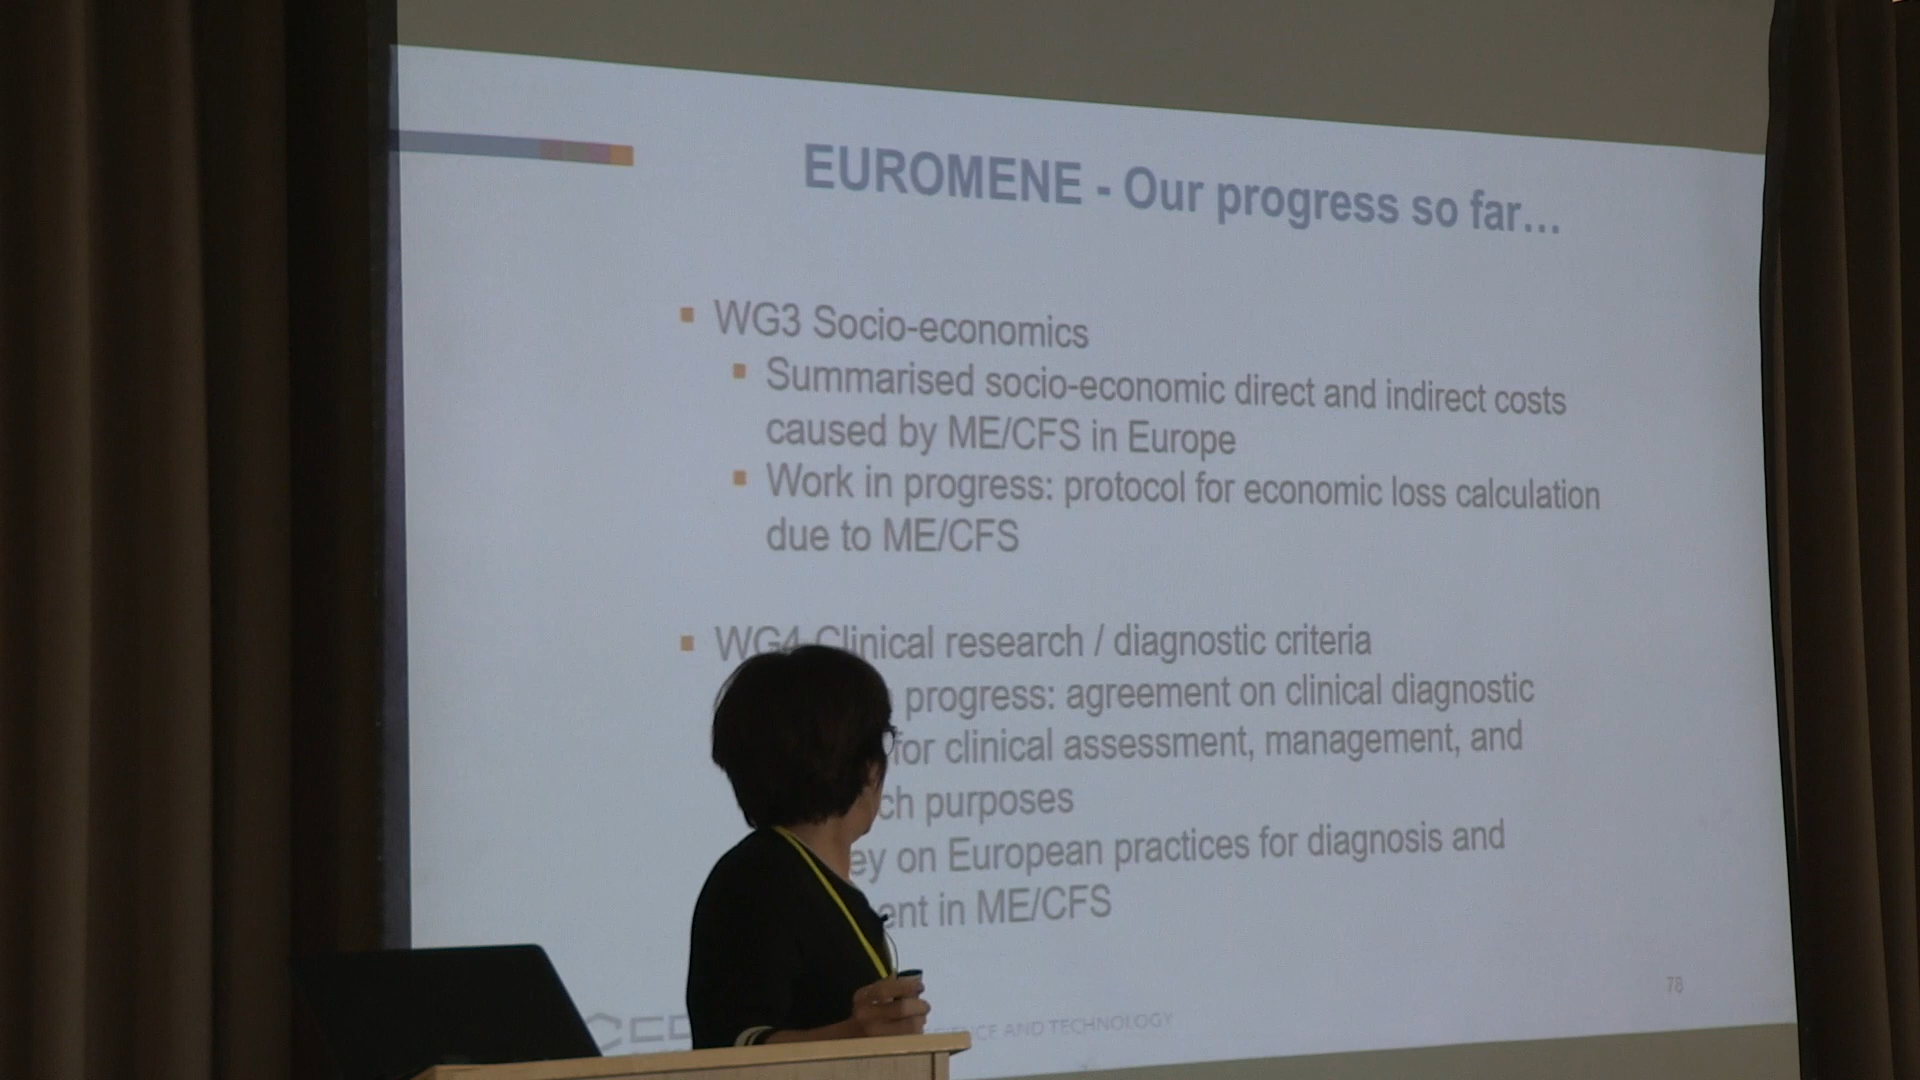 EUROMENE - Our progress so far...
WG3 Socio-economics
Summarised socio-economic direct and indirect costs
caused by ME/CFS in Europe
Work in progress: protocol for economic loss calculation
due to ME/CFS
WG4 Clinical research / diagnostic criteria
progress: agreement on clinical diagnostic
for clinical assessment, management, and
purposes
on European practices for diagnosis and
in ME/CFS
78
AND TECHNOLOGY